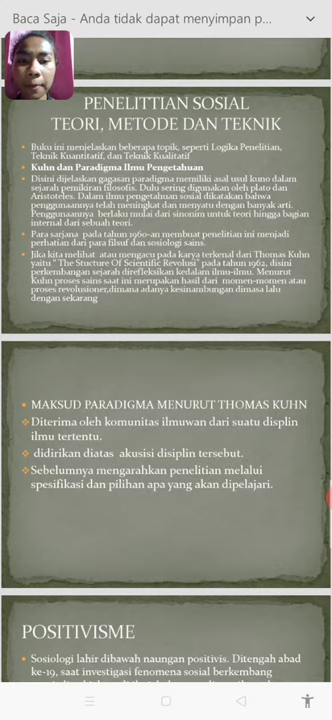 Baca Saja - Anda tidak dapat menyimpan p...
PENELITTIAN SOSIAL
TEORI, METODE DAN TEKNIK
Buku ini menjelaskan beberapa topik, seperti Logika Penelitian,
Teknik Kuantitatif, dan Teknik Kualitatif
Kuhn dan Paradigma Ilmu Pengetahuan
Disini dijelaskan gagasan paradigma memiliki asal usul kuno dalam
sejarah pemikiran filosofis. Dulu sering digunakan oleh plato dan
Aristoteles. Dalam ilmu pengetahuan sosial dikatakan bahwa
penggunaannya telah meningkat dan menyatu dengan banyak arti.
Penggunaannya berlaku mulai dari sinonim untuk teori hingga bagian
internal dari sebuah teori.
Para sarjana pada tahun 1960-an membuat penelitian ini menjadi
perhatian dari para filsuf dan sosiologi sains.
Jika kita melihat atau mengacu pada karya terkenal dari Thomas Kuhn
yaitu " The Stucture Of Scientific Revolusi" pada tahun 1962, disini
perkembangan sejarah direfleksikan kedalam ilmu-ilmu. Menurut
Kuhn proses sains saat ini merupakan hasil dari momen-momen atau
proses revolusioner,dimana adanya kesinambungan dimasa lalu
dengan sekarang
MAKSUD PARADIGMA MENURUT THOMAS KUHN
Diterima oleh komunitas ilmuwan dari suatu displin
ilmu tertentu.
didirikan diatas akusisi disiplin tersebut.
Sebelumnya mengarahkan penelitian melalui
spesifikasi dan pilihan apa yang akan dipelajari.
POSITIVISME
Sosiologi lahir dibawah naungan positivis. Ditengah abad
ke-19, saat investigasi fenomena sosial berkembang